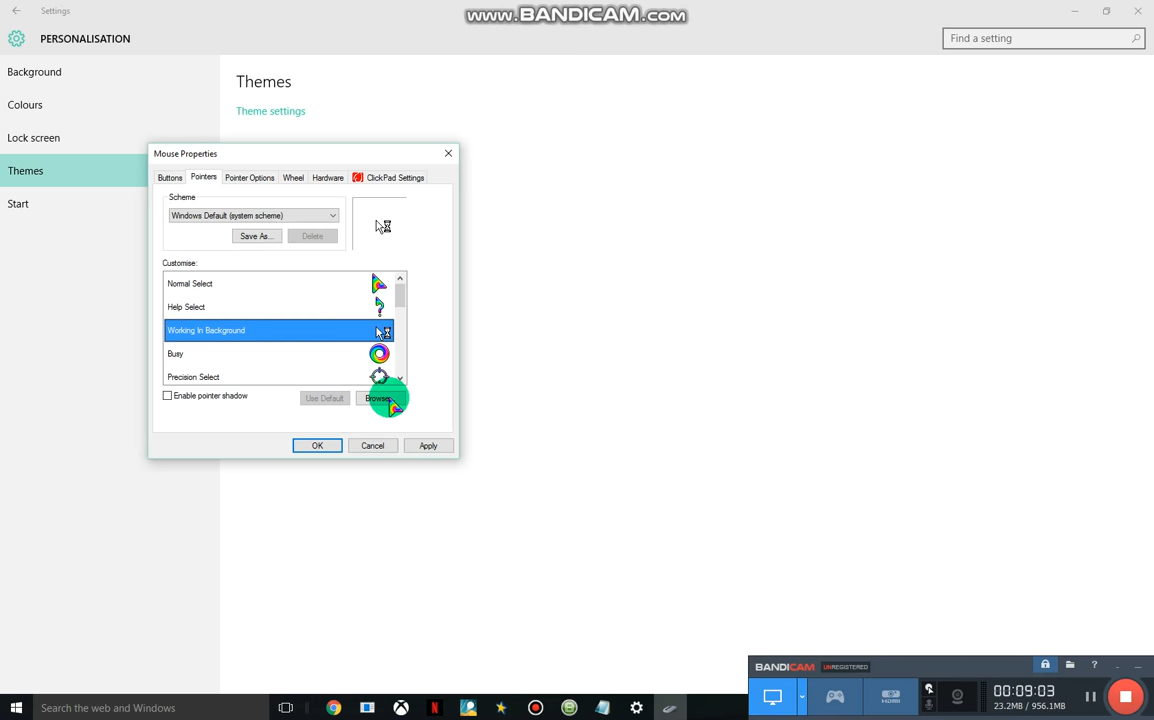 Settings
www.BANDICAM.com
PERSONALISATION
Find a setting
Background
Colours
Lock screen
Themes
Start
Themes
Theme settings
Mouse Properties
Buttons Pointers Pointer Options Wheel Hardware ClickPad Settings
Scheme
Windows Default (system scheme)
Save As... Delete
Customise:
Normal Select
Help Select
Working In Background
Busy
Precision Select
Enable pointer shadow
Use Default Browse...
OK Cancel Apply
BANDICAM UNREGISTERED
00:09:03
23.2MB / 956.1MB
Search the web and Windows